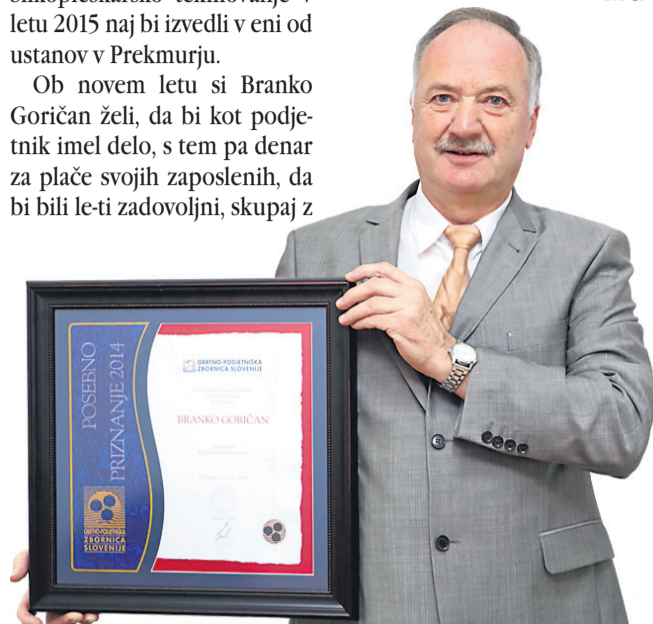 letu 2015 naj bi izvedli v eni od
ustanov v Prekmurju.
Ob novem letu si Branko
Goričan želi, da bi kot podje-
tnik imel delo, s tem pa denar
za plače svojih zaposlenih, da
bi bili le-ti zadovoljni, skupaj z
POSEBNO
PRIZNANJE 2014
OBRTNO-PODJETNIŠKA
ZBORNICA
SLOVENIJE
OBRTNO PODJETNIŠKA
ZBORNICA SLOVENIJE
BRANKO GORIČAN